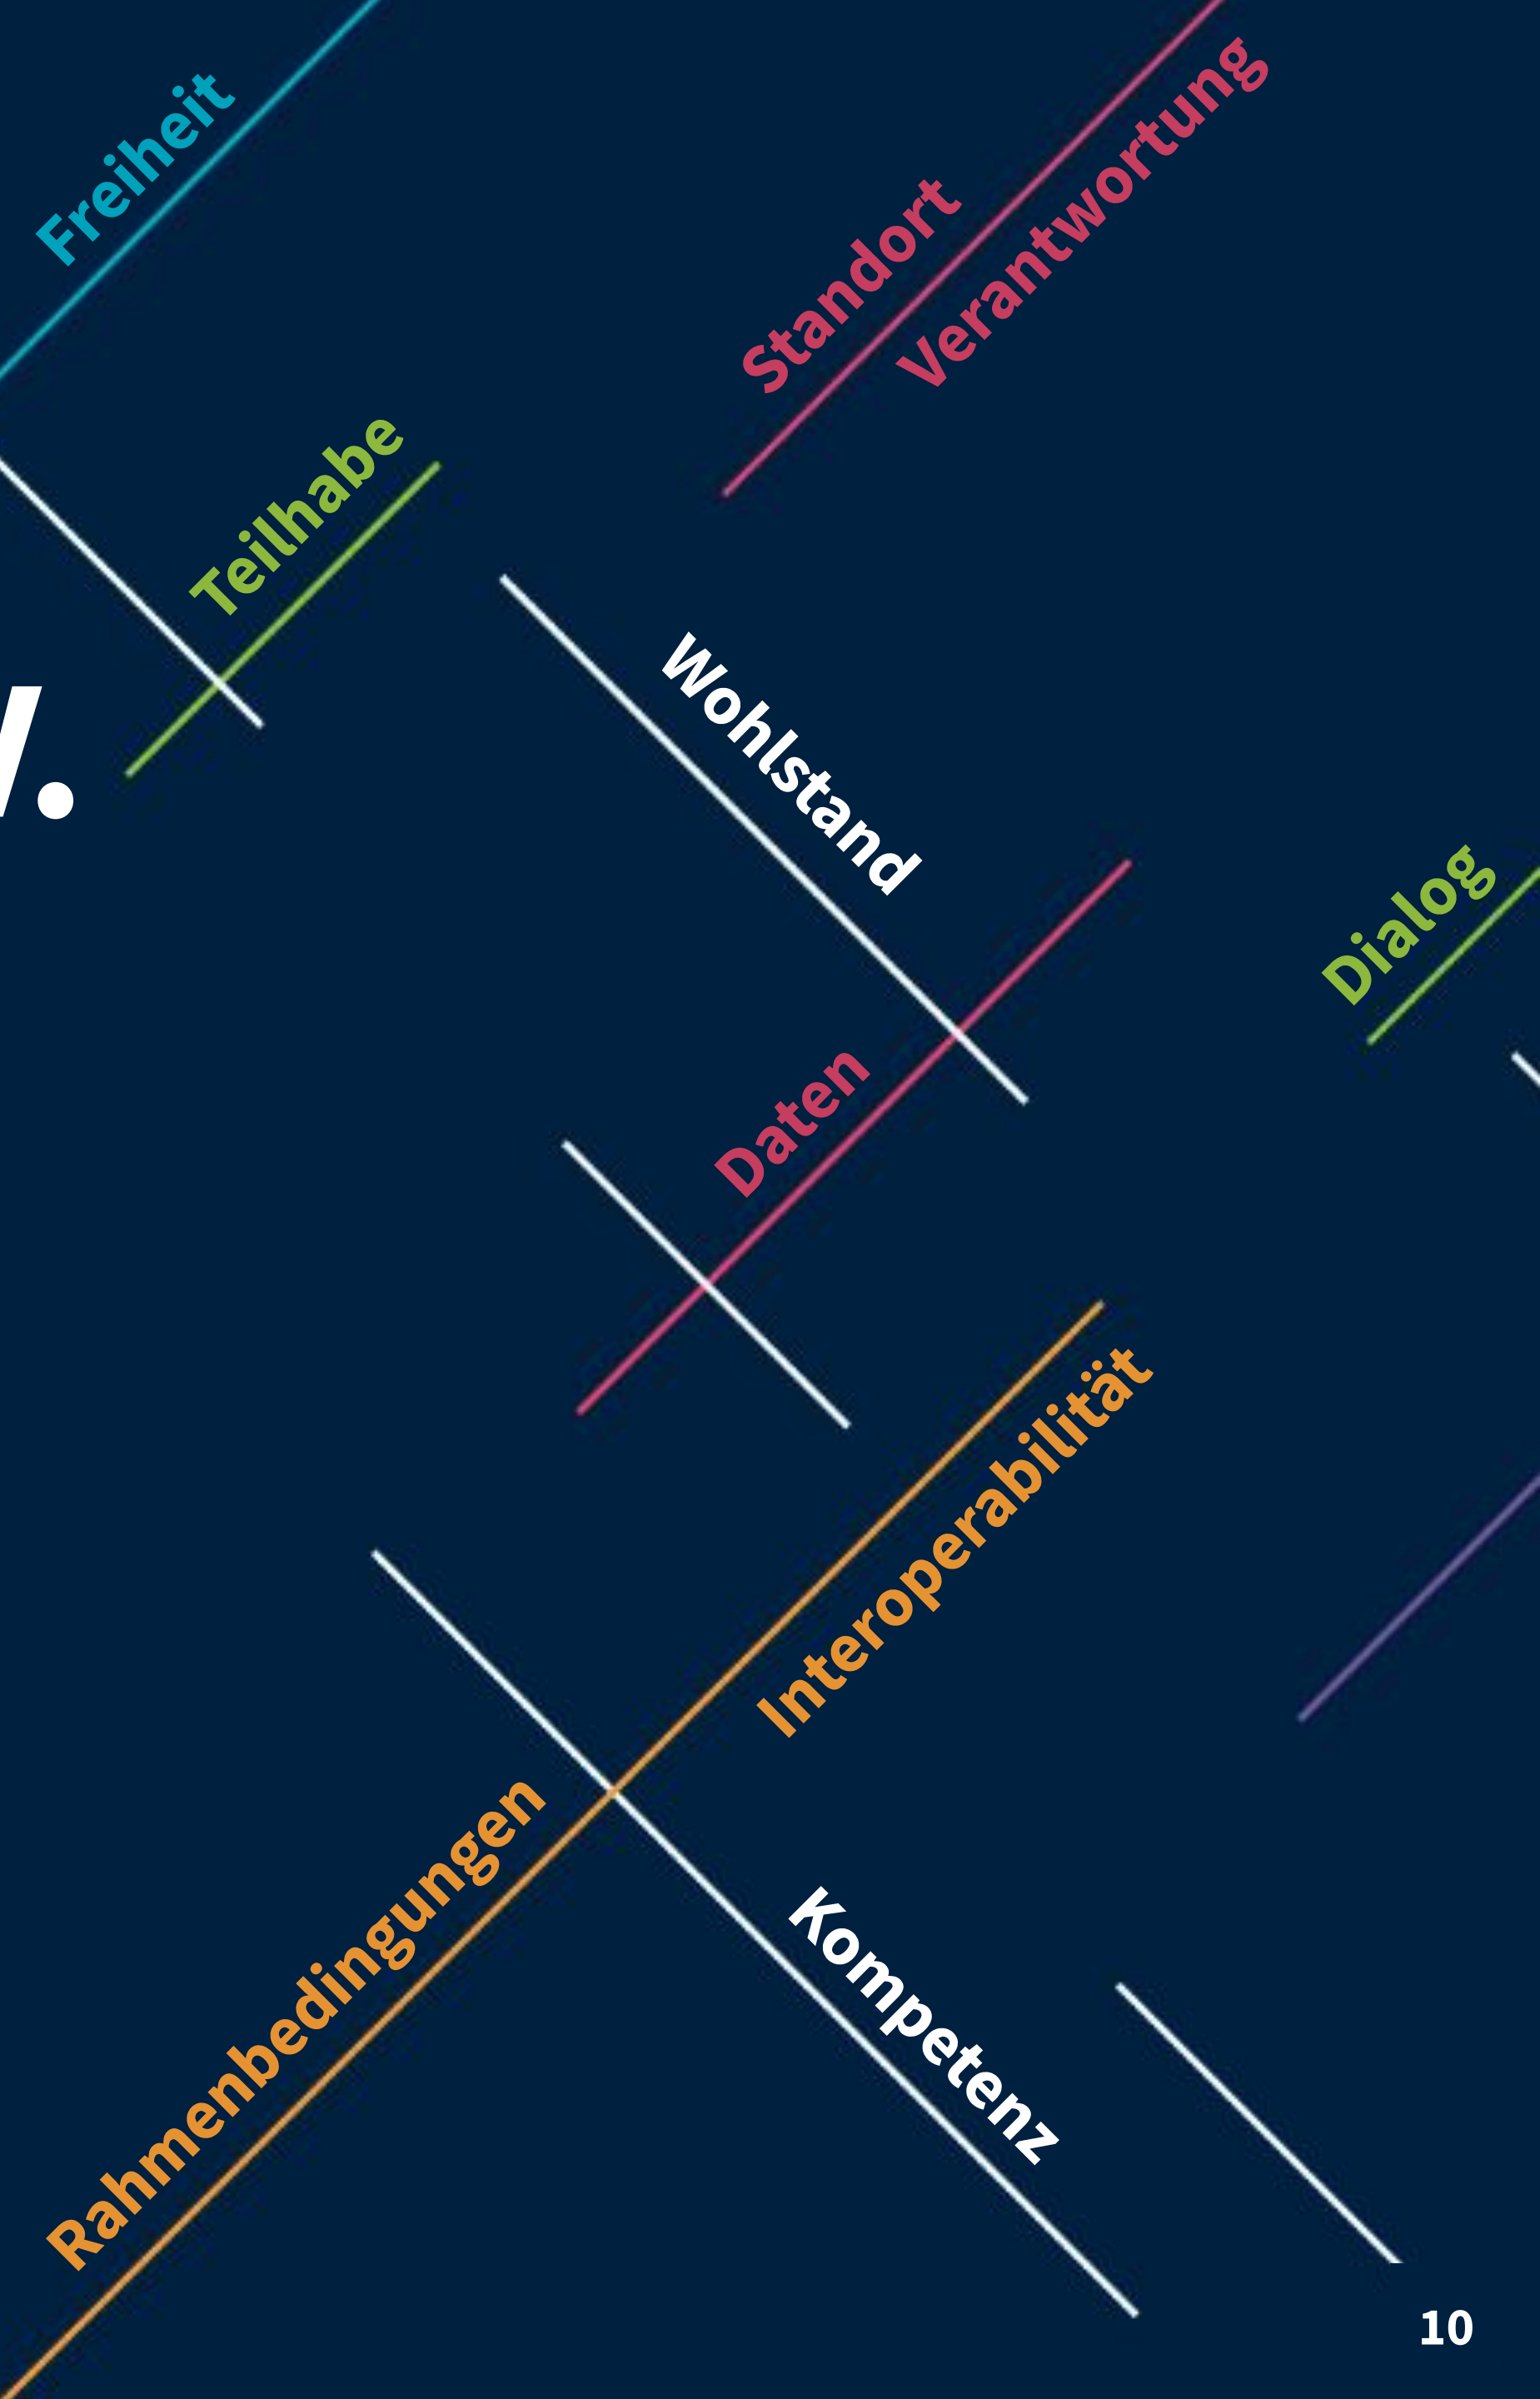 Freiheit
Standort
Verantwortung
Teilhabe
Wohlstand
Dialog
Daten
Interoperabilität
Rahmenbedingungen
Kompetenz
10